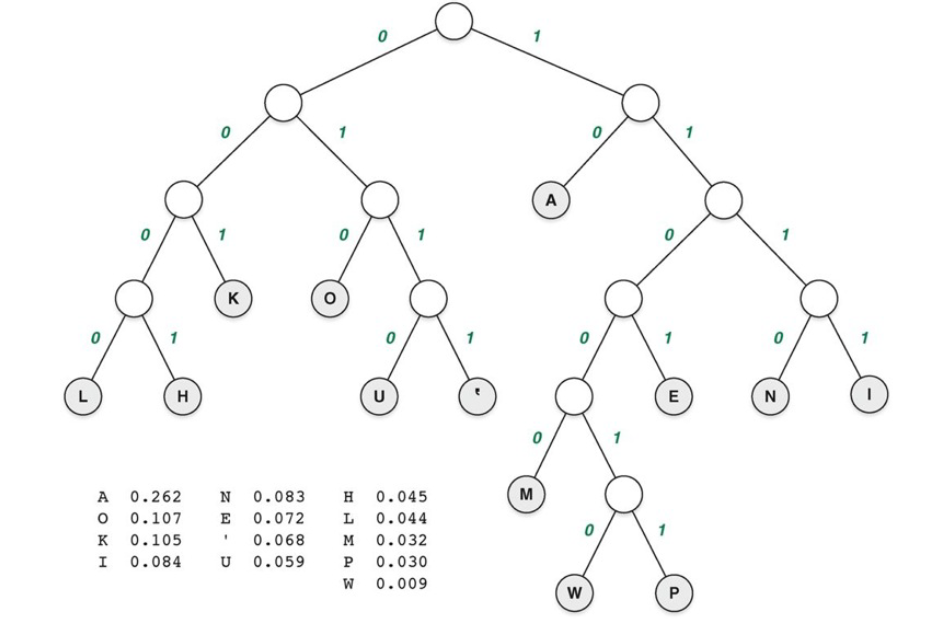 0 1
0 1 0 1
0 1 0 1 A 0 1
K O
0 1 0 1 0 1 0 1
L H U ‛ E N I
0 1
M
0 1
W P
A 0.262 N 0.083 H 0.045
O 0.107 E 0.072 L 0.044
K 0.105 ' 0.068 M 0.032
I 0.084 U 0.059 P 0.030
W 0.009